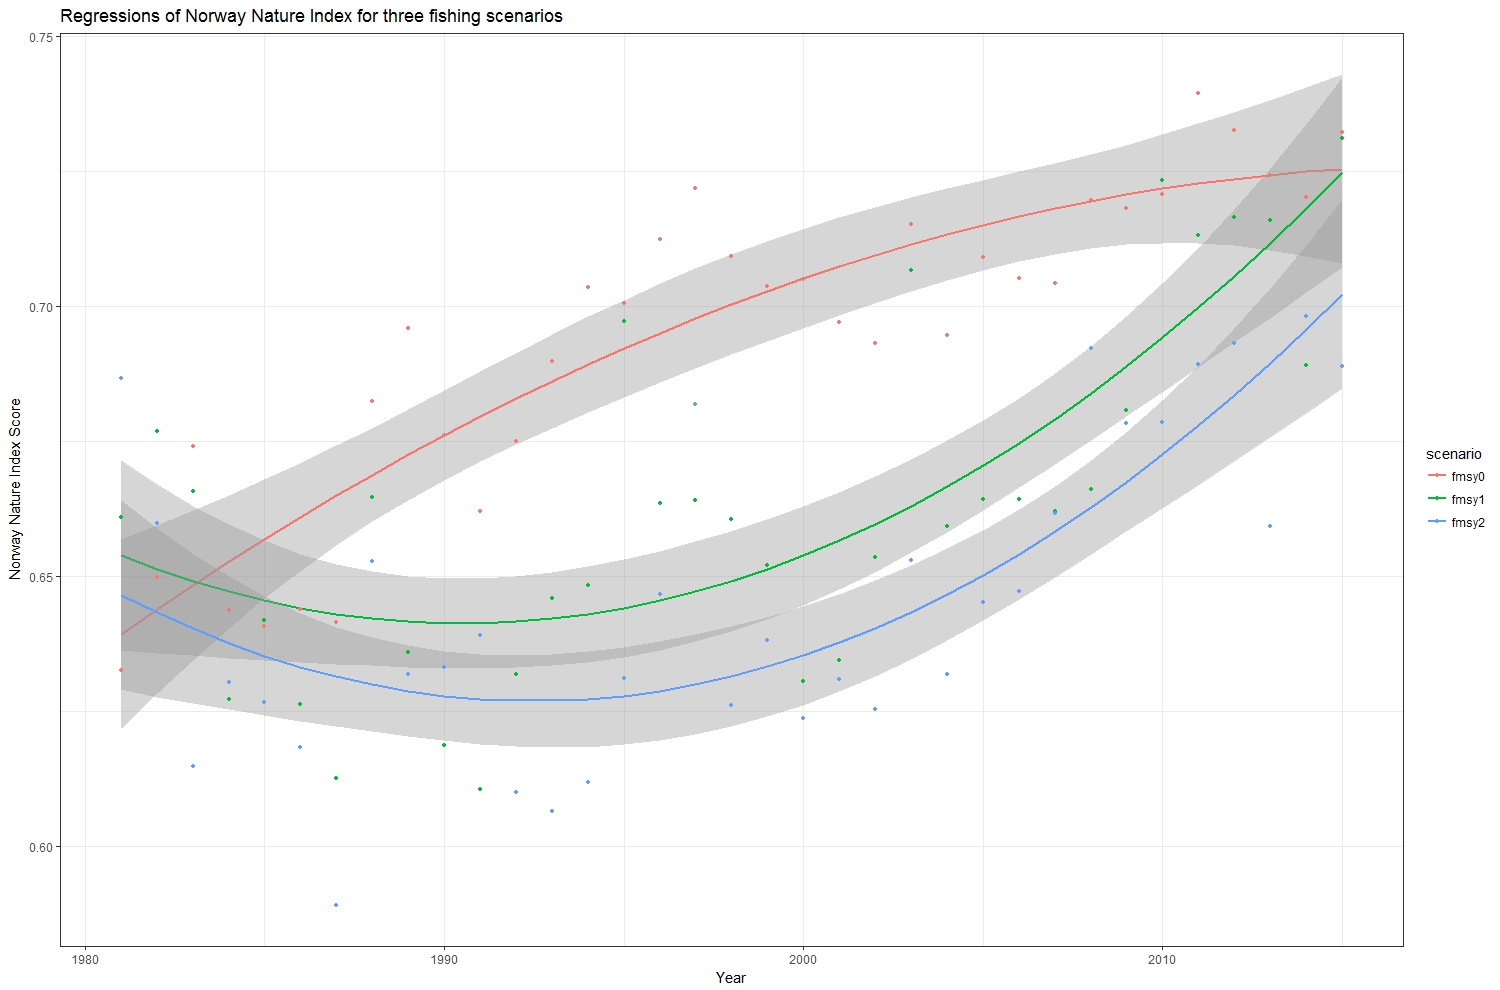 Regressions of Norway Nature Index for three fishing scenarios
0.75
0.70
0.65
0.60
Norway Nature Index Score
1980
1990
2000
2010
Year
scenario
fmsy0
fmsy1
fmsy2